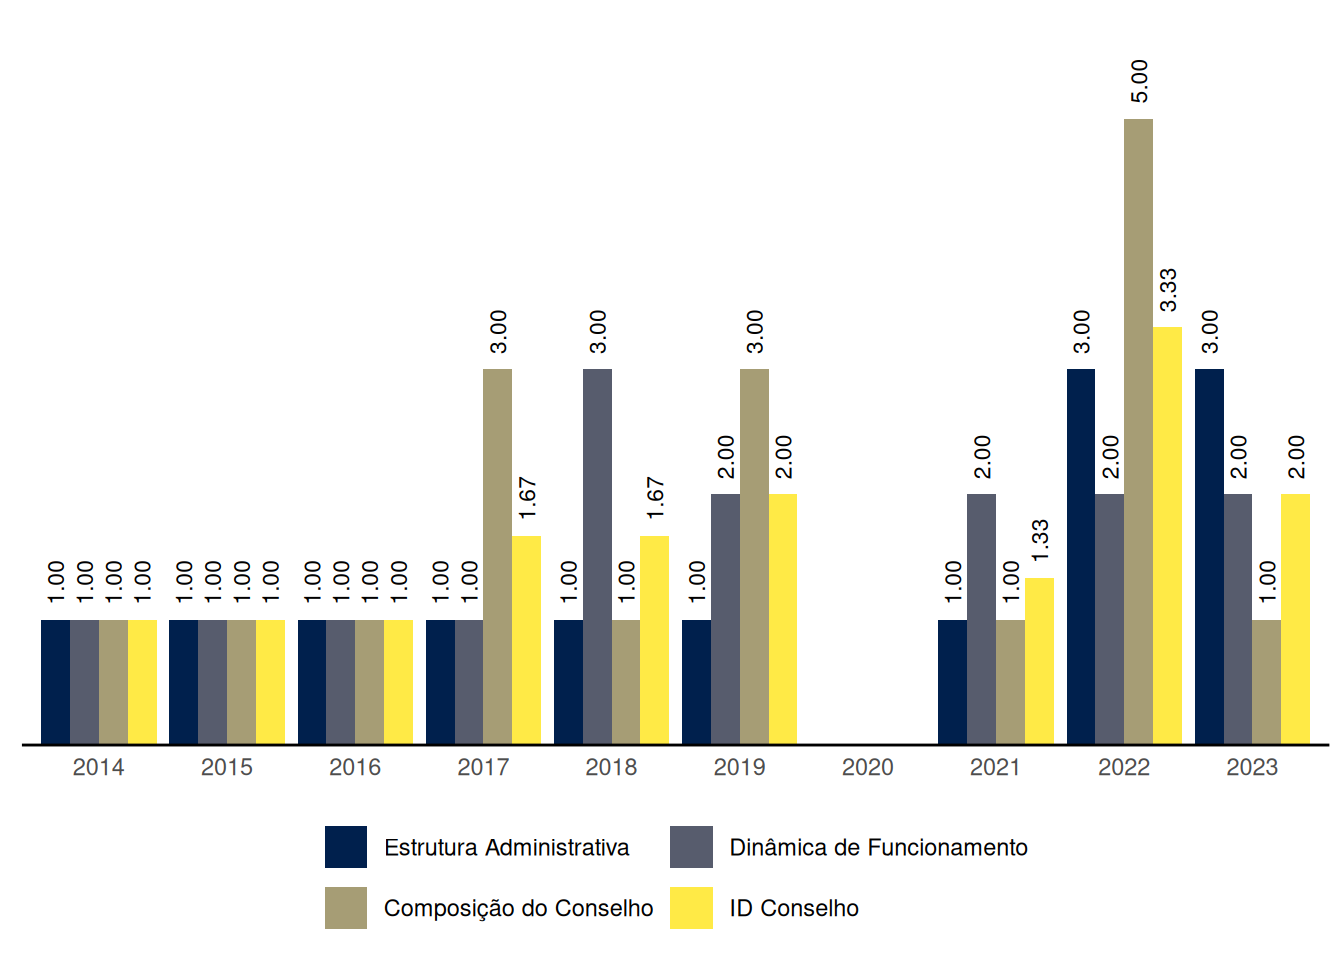 5.00
3.33
3.00 3.00 3.00 3.00 3.00
2.00 2.00 2.00 2.00 2.00 2.00
1.67 1.67
1.33
1.00 1.00 1.00 1.00 1.00 1.00 1.00 1.00 1.00 1.00 1.00 1.00 1.00 1.00 1.00 1.00 1.00 1.00 1.00 1.00
2014 2015 2016 2017 2018 2019 2020 2021 2022 2023
Estrutura Administrativa Dinâmica de Funcionamento
Composição do Conselho ID Conselho